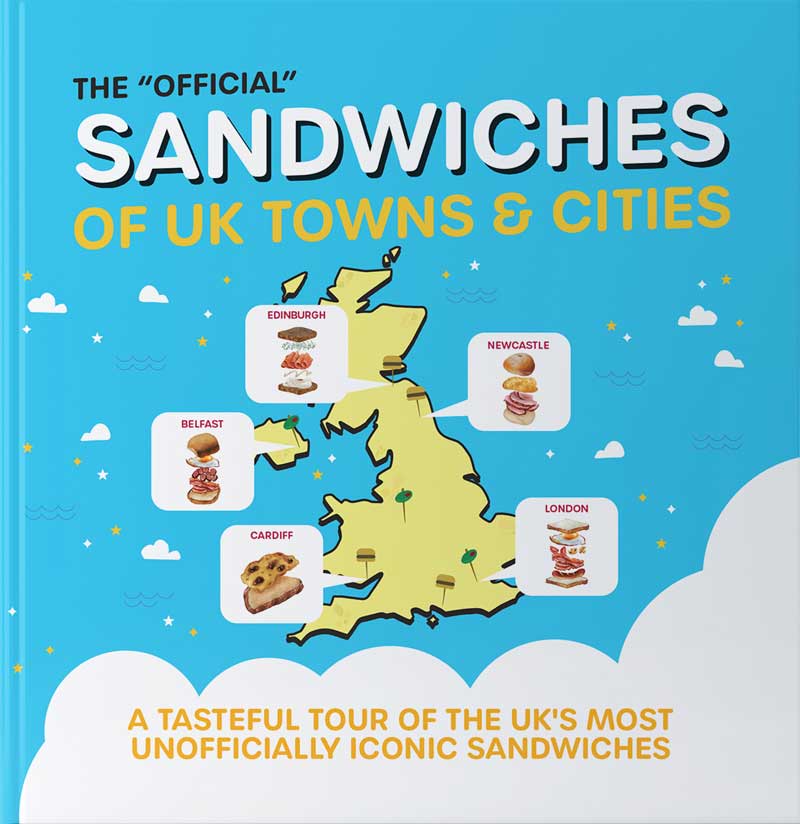 THE “OFFICIAL”
SANDWICHES
OF UK TOWNS & CITIES
EDINBURGH
NEWCASTLE
BELFAST
LONDON
CARDIFF
A TASTEFUL TOUR OF THE UK'S MOST
UNOFFICIALLY ICONIC SANDWICHES